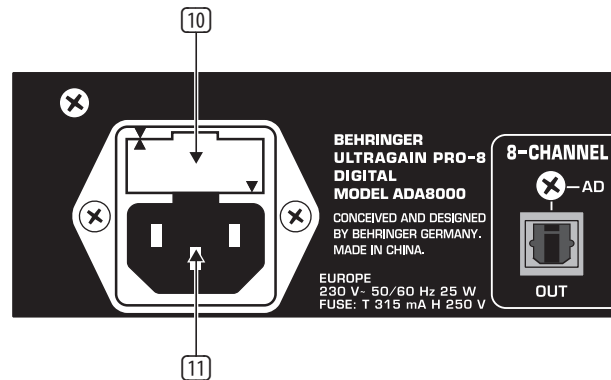 10
BEHRINGER
ULTRAGAIN PRO-8
DIGITAL
MODEL ADA8000
CONCEIVED AND DESIGNED
BY BEHRINGER GERMANY.
MADE IN CHINA.
EUROPE
230 V~ 50/60 Hz 25 W
FUSE: T 315 mA H 250 V
8-CHANNEL
AD
OUT
11